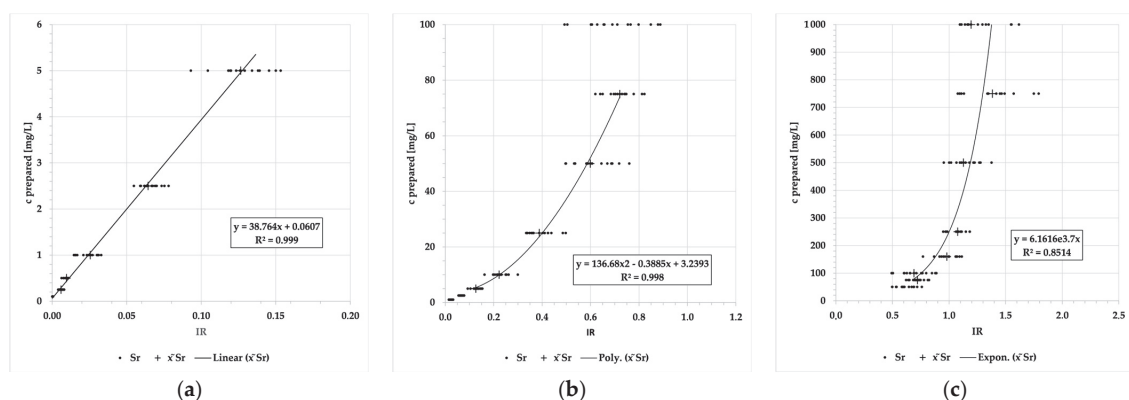 6
5
4
3
2
1
0
c prepared [mg/L]
y = 38.764x + 0.0607
R² = 0.999
0.00 0.05 0.10 0.15 0.20
IR
Sr x̃ Sr Linear (x̃ Sr)
(a)
100
80
60
40
20
0
c prepared [mg/L]
y = 136.68x2 - 0.3885x + 3.2393
R² = 0.998
0.0 0.2 0.4 0.6 0.8 1.0 1.2
IR
Sr x̃ Sr Poly. (x̃ Sr)
(b)
1 000
900
800
700
600
500
400
300
200
100
0
c prepared [mg/L]
y = 6.1616e3.7x
R² = 0.8514
0.0 0.5 1.0 1.5 2.0 2.5
IR
Sr x̃ Sr Expon. (x̃ Sr)
(c)